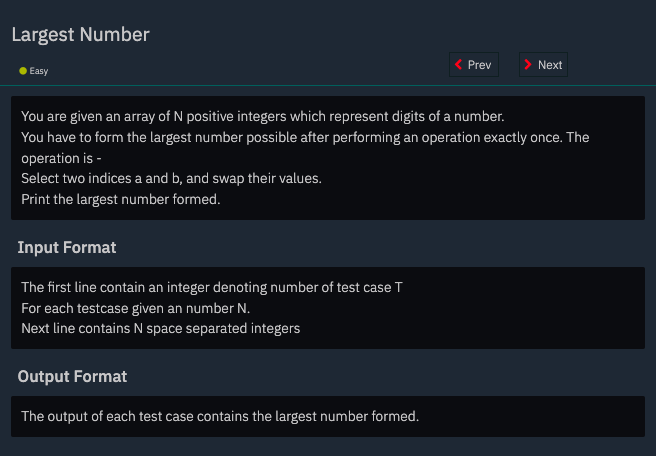 Largest Number
Easy
Prev
Next
You are given an array of N positive integers which represent digits of a number.
You have to form the largest number possible after performing an operation exactly once. The
operation is -
Select two indices a and b, and swap their values.
Print the largest number formed.
Input Format
The first line contain an integer denoting number of test case T
For each testcase given an number N.
Next line contains N space separated integers
Output Format
The output of each test case contains the largest number formed.